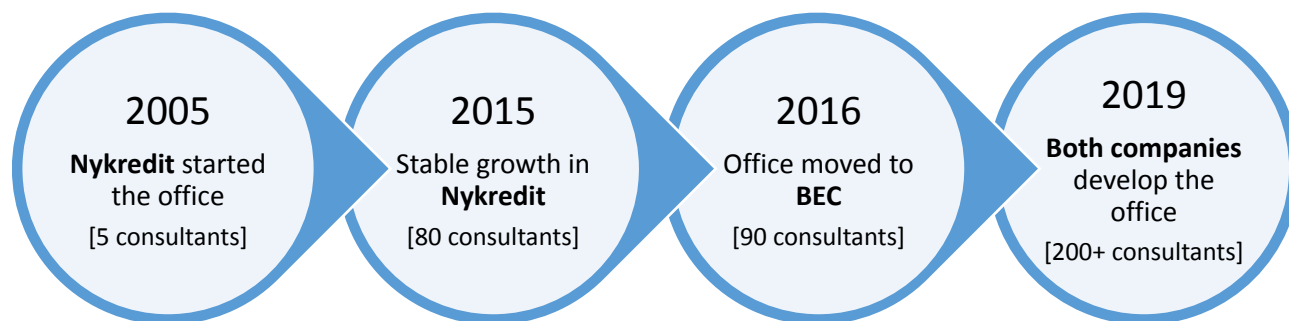 2005
Nykredit started
the office
[5 consultants]
2015
Stable growth in
Nykredit
[80 consultants]
2016
Office moved to
BEC
[90 consultants]
2019
Both companies
develop the
office
[200+ consultants]